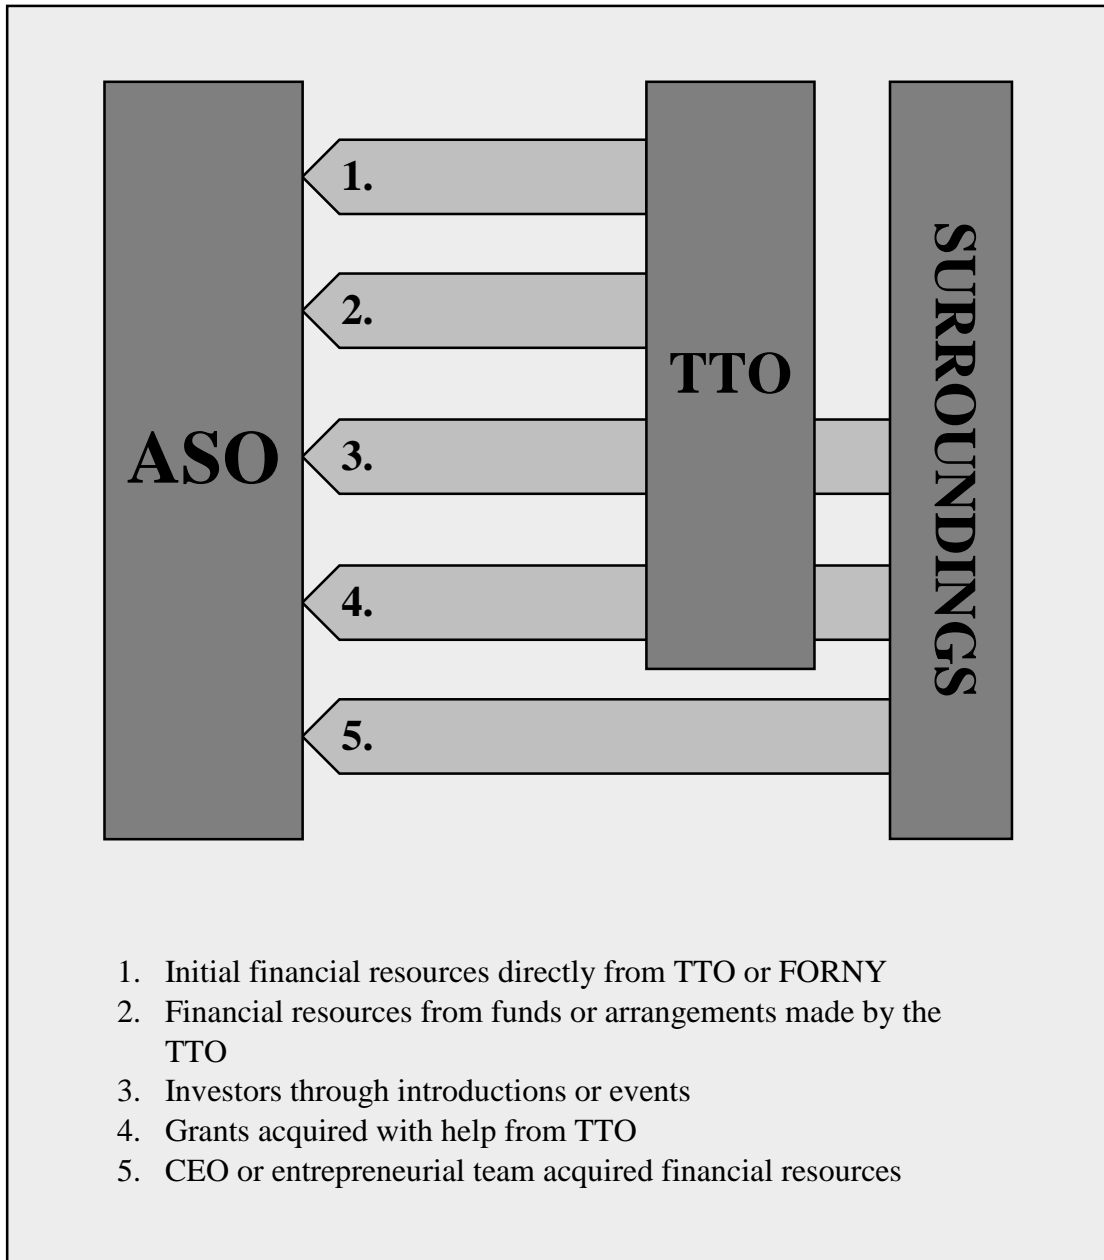 1.
2.
TTO
SURROUNDINGS
ASO
3.
4.
5.
1. Initial financial resources directly from TTO or FORNY
2. Financial resources from funds or arrangements made by the
TTO
3. Investors through introductions or events
4. Grants acquired with help from TTO
5. CEO or entrepreneurial team acquired financial resources